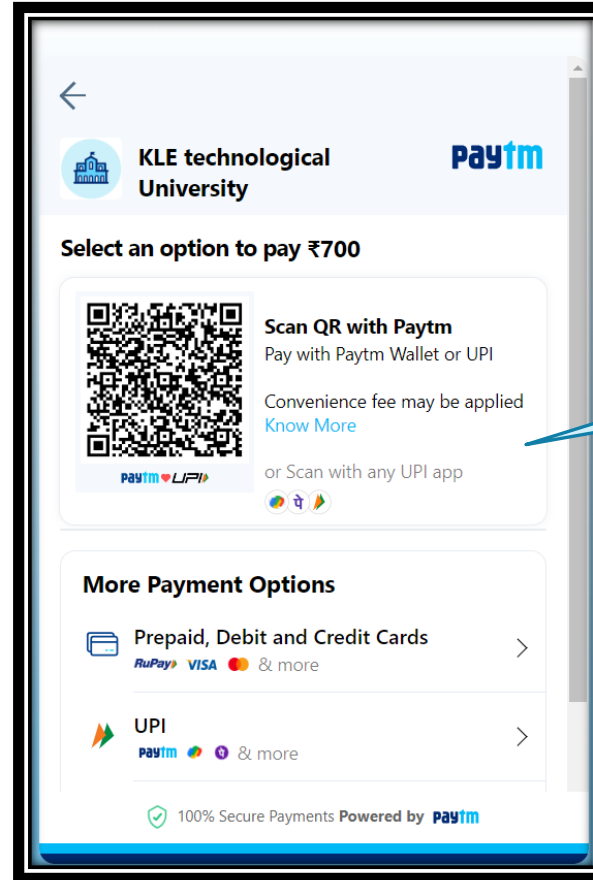 KLE technological
University
paytm
Select an option to pay ₹700
Scan QR with Paytm
Pay with Paytm Wallet or UPI
Convenience fee may be applied
Know More
or Scan with any UPI app
पे
paytm UPI
More Payment Options
Prepaid, Debit and Credit Cards
RuPay VISA & more
UPI
paytm पे & more
100% Secure Payments Powered by paytm